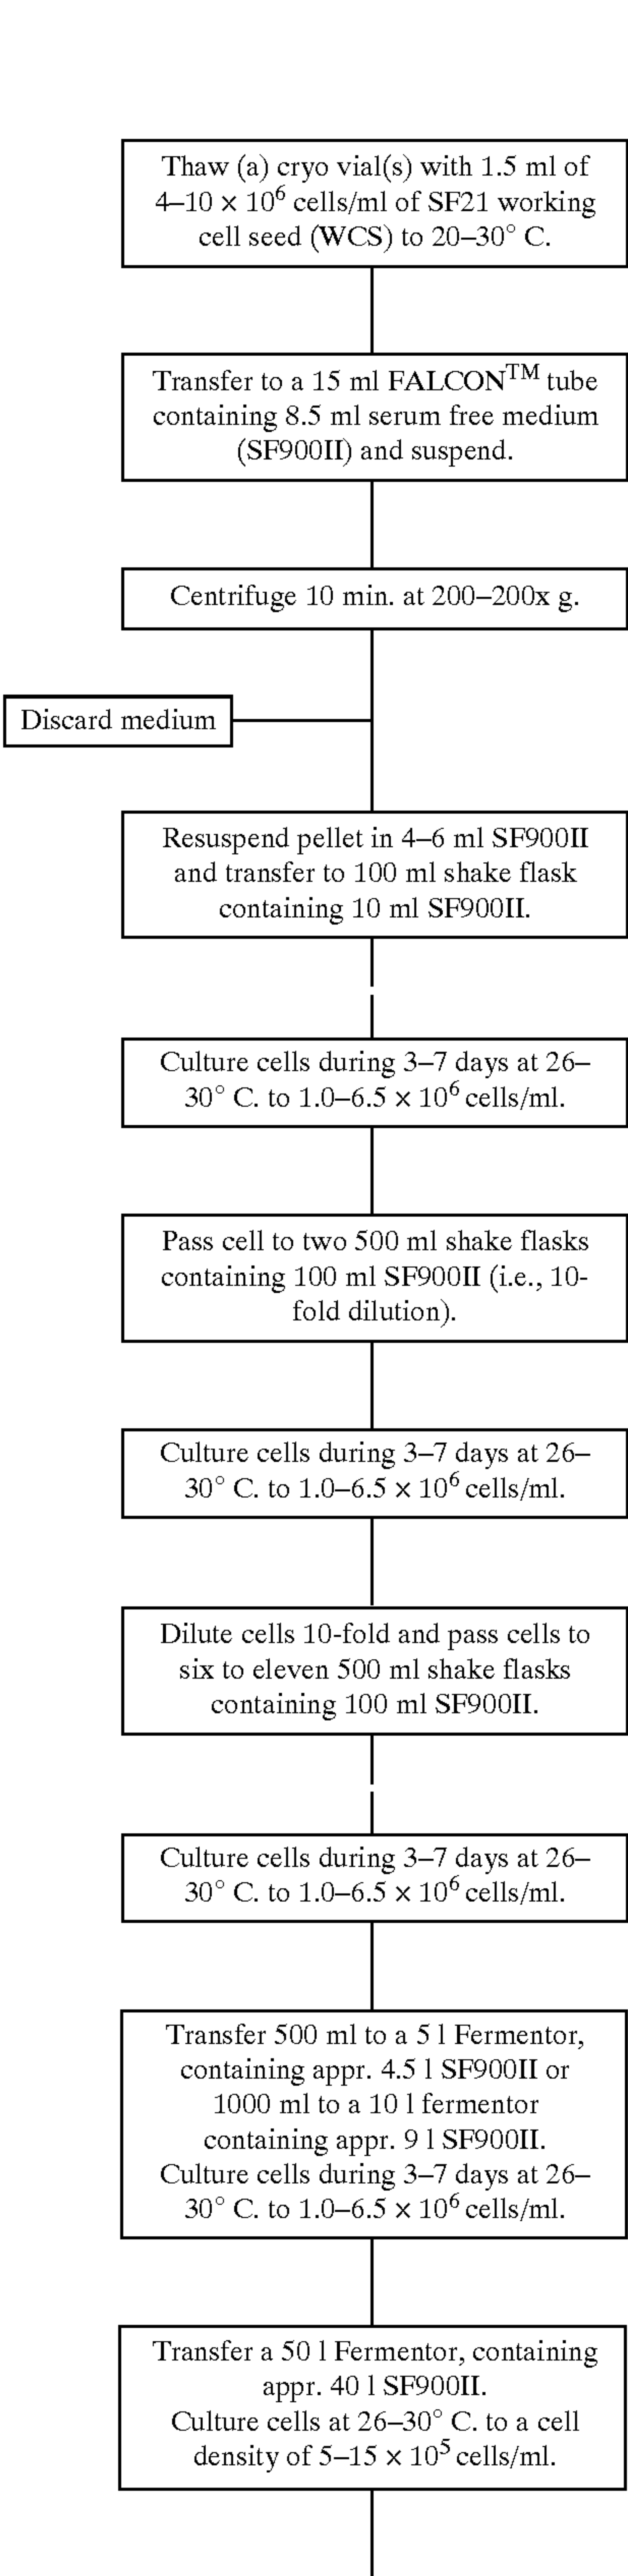 Thaw (a) cryo vial(s) with 1.5 ml of
4–10 × 10⁶ cells/ml of SF21 working
cell seed (WCS) to 20–30° C.
Transfer to a 15 ml FALCON™ tube
containing 8.5 ml serum free medium
(SF900II) and suspend.
Centrifuge 10 min. at 200–200x g.
Discard medium
Resuspend pellet in 4–6 ml SF900II
and transfer to 100 ml shake flask
containing 10 ml SF900II.
Culture cells during 3–7 days at 26–
30° C. to 1.0–6.5 × 10⁶ cells/ml.
Pass cell to two 500 ml shake flasks
containing 100 ml SF900II (i.e., 10-
fold dilution).
Culture cells during 3–7 days at 26–
30° C. to 1.0–6.5 × 10⁶ cells/ml.
Dilute cells 10-fold and pass cells to
six to eleven 500 ml shake flasks
containing 100 ml SF900II.
Culture cells during 3–7 days at 26–
30° C. to 1.0–6.5 × 10⁶ cells/ml.
Transfer 500 ml to a 5 l Fermentor,
containing appr. 4.5 l SF900II or
1000 ml to a 10 l fermentor
containing appr. 9 l SF900II.
Culture cells during 3–7 days at 26–
30° C. to 1.0–6.5 × 10⁶ cells/ml.
Transfer a 50 l Fermentor, containing
appr. 40 l SF900II.
Culture cells at 26–30° C. to a cell
density of 5–15 × 10⁵ cells/ml.